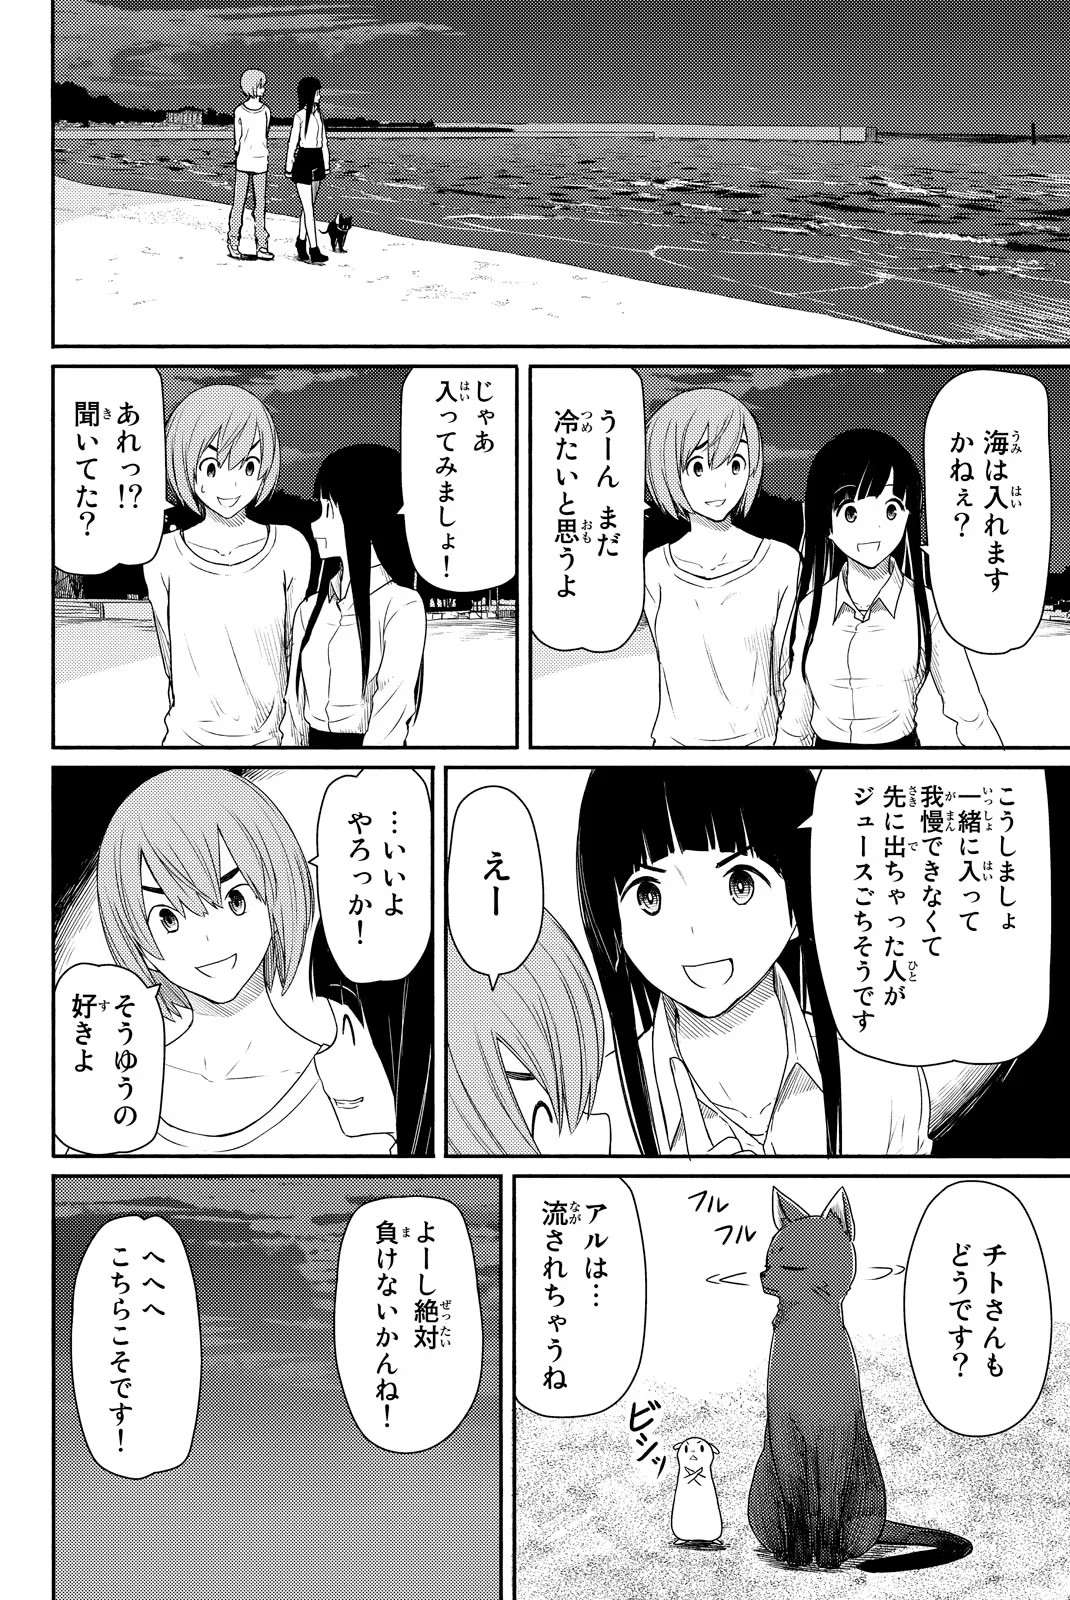 海は入れます
かねぇ?
うーん まだ
冷たいと思うよ
じゃあ
入ってみましょ!
あれっ!?
聞いてた?
こうしましょ
一緒に入って
我慢できなくて
先に出ちゃった人が
ジュースごちそうです
えー
…いいよ
やろっか!
そうゆうの
好きよ
チトさんも
どうです?
フル
フル
アルは…
流されちゃうね
ビシッ
よーし絶対
負けないかんね!
へへへ
こちらこそです!